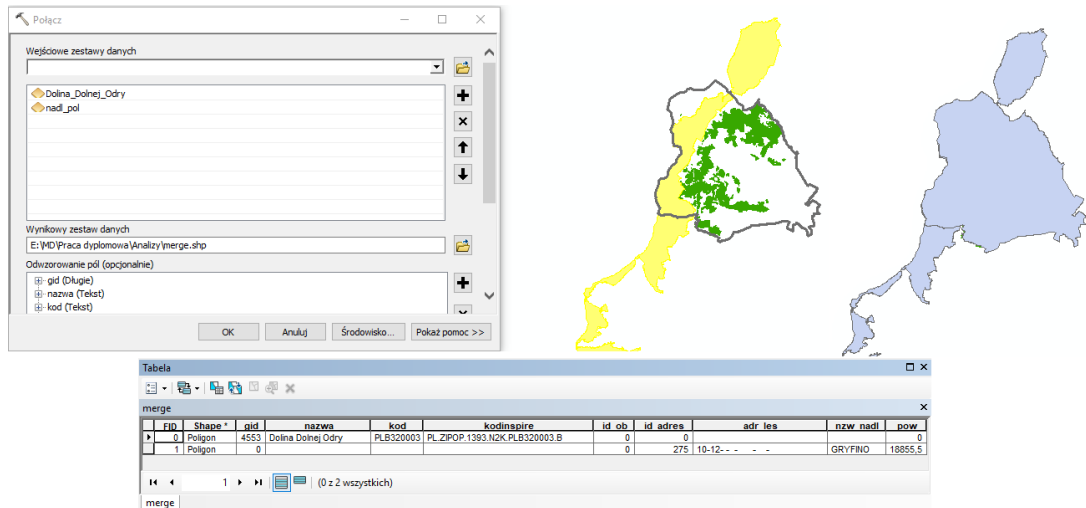 Połącz
Wejściowe zestawy danych
Dolina_Dolnej_Odry
nadl_pol
Wynikowy zestaw danych
E:\MD\Praca dyplomowa\Analizy\merge.shp
Odwzorowanie pól (opcjonalnie)
gid (Długie)
nazwa (Tekst)
kod (Tekst)
OK Anuluj Środowisko... Pokaż pomoc >>
Tabela
merge
FID Shape * gid nazwa kod kodinspire id_ob id_adres adr_les nzw_nadl pow
0 Poligon 4553 Dolina Dolnej Odry PLB320003 PL.ZIPOP.1393.N2K.PLB320003.B 0 0 0
1 Poligon 0 0 275 10-12- - - - - GRYFINO 18855,5
1 (0 z 2 wszystkich)
merge